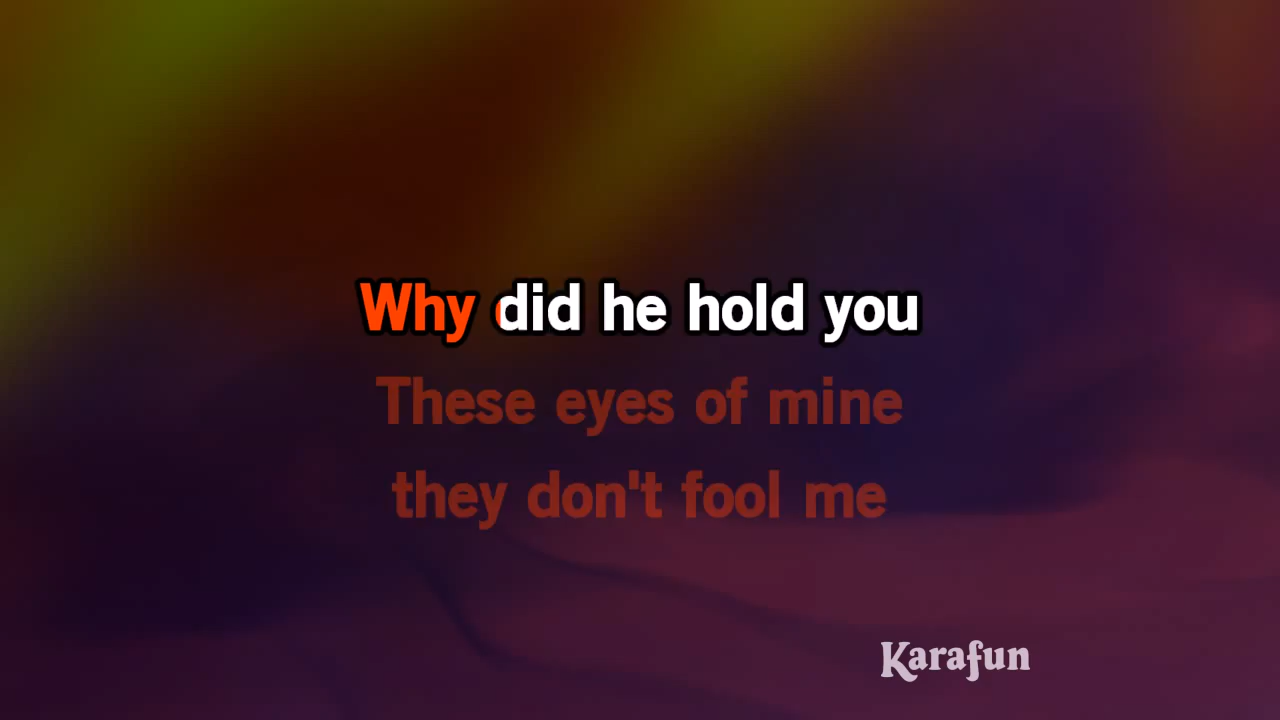 Why did he hold you
These eyes of mine
they don't fool me
Karafun